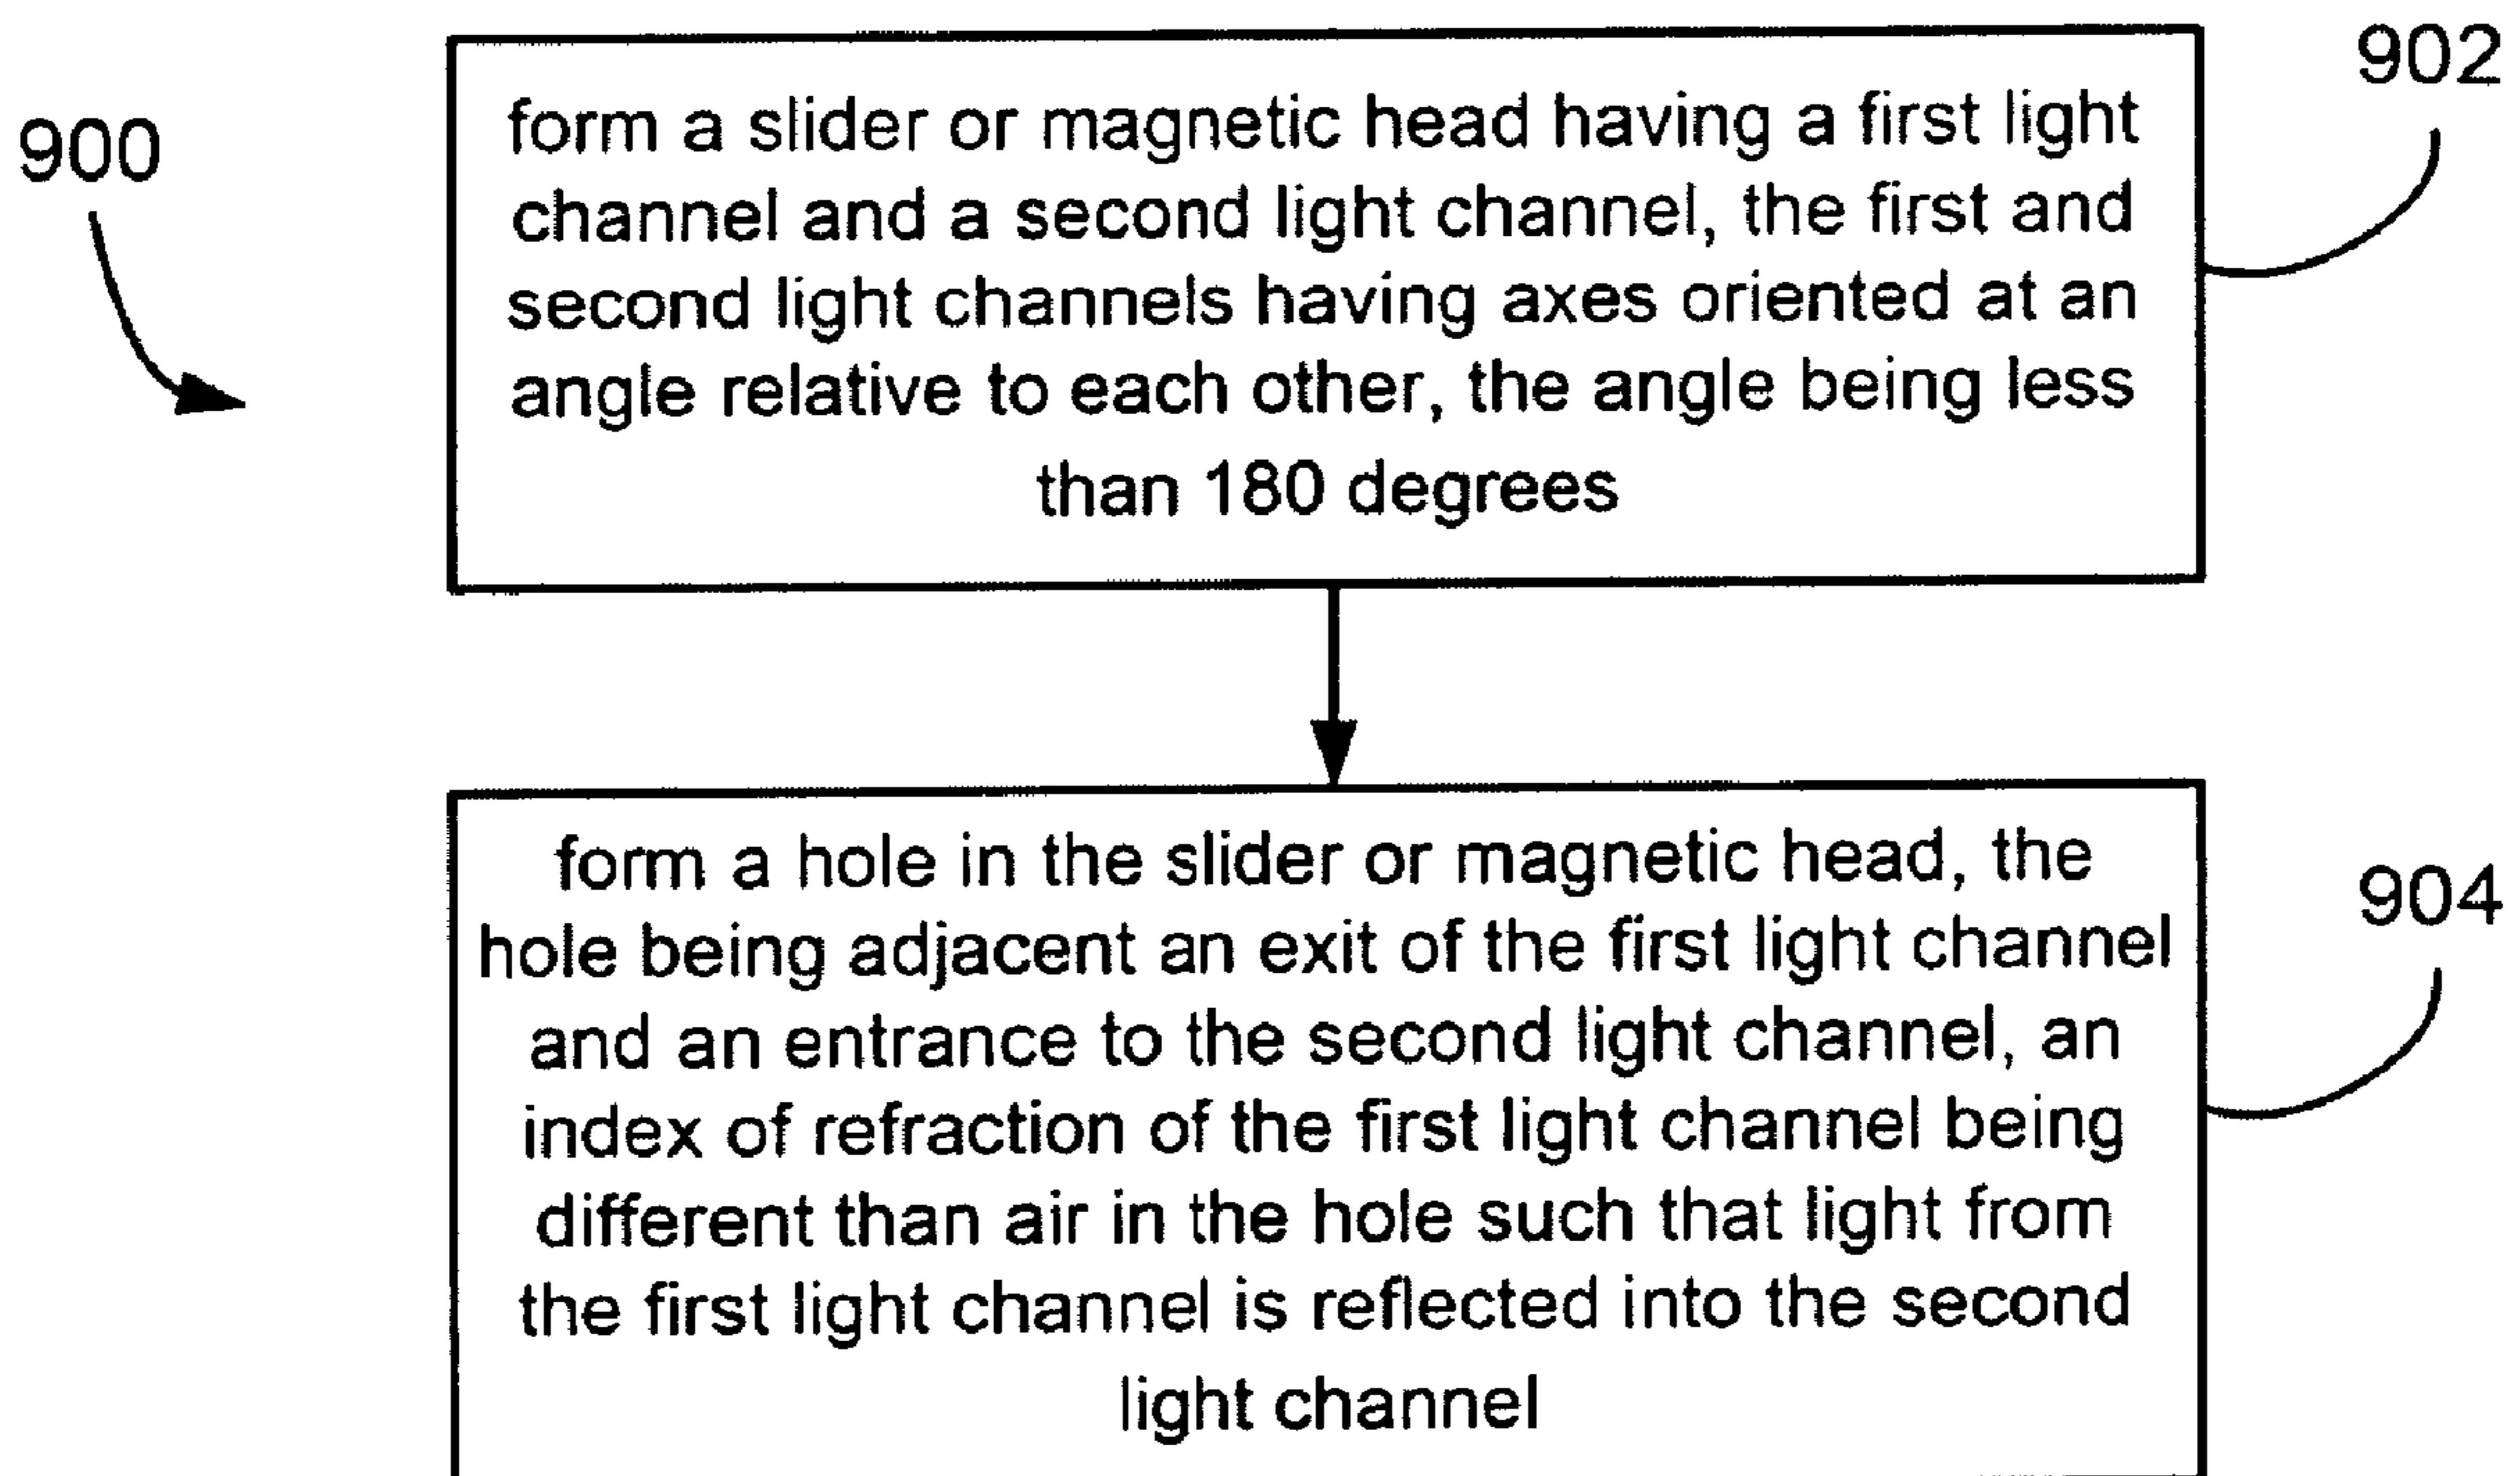 900
902
form a slider or magnetic head having a first light
channel and a second light channel, the first and
second light channels having axes oriented at an
angle relative to each other, the angle being less
than 180 degrees
904
form a hole in the slider or magnetic head, the
hole being adjacent an exit of the first light channel
and an entrance to the second light channel, an
index of refraction of the first light channel being
different than air in the hole such that light from
the first light channel is reflected into the second
light channel